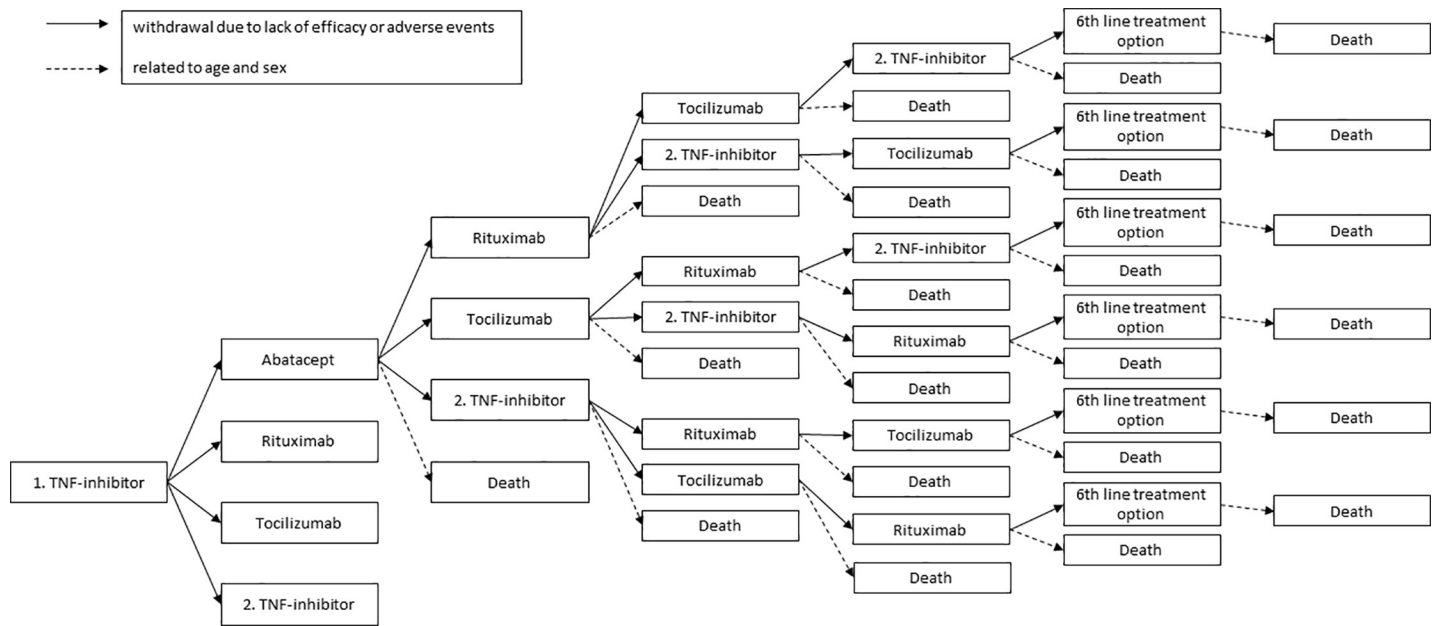 withdrawal due to lack of efficacy or adverse events
related to age and sex
1. TNF-inhibitor
Abatacept
Rituximab
Tocilizumab
2. TNF-inhibitor
Rituximab
Tocilizumab
2. TNF-inhibitor
Death
Tocilizumab
2. TNF-inhibitor
Death
Rituximab
2. TNF-inhibitor
Death
Rituximab
Tocilizumab
Death
2. TNF-inhibitor
Death
Tocilizumab
Death
2. TNF-inhibitor
Death
Rituximab
Death
Tocilizumab
Death
Rituximab
Death
6th line treatment
option
Death
6th line treatment
option
Death
6th line treatment
option
Death
6th line treatment
option
Death
6th line treatment
option
Death
6th line treatment
option
Death
Death
Death
Death
Death
Death
Death